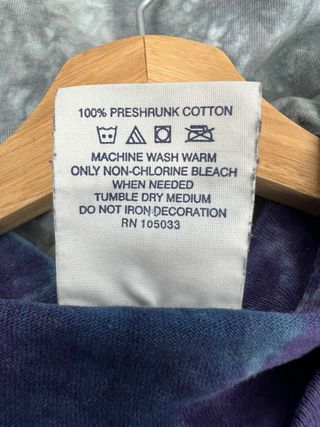 100% PRESHRUNK COTTON
MACHINE WASH WARM
ONLY NON-CHLORINE BLEACH
WHEN NEEDED
TUMBLE DRY MEDIUM
DO NOT IRON DECORATION
RN 105033